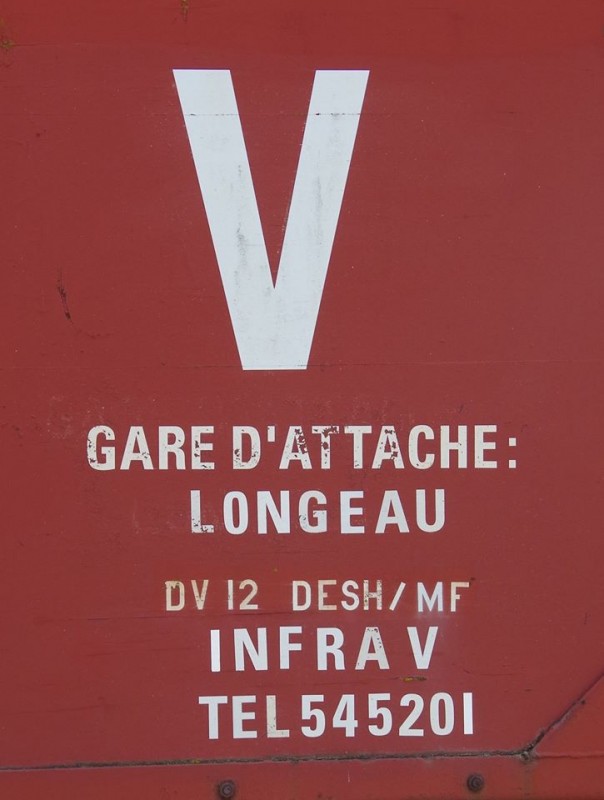 V
GARE D'ATTACHE:
LONGEAU
DV 12 DESH/MF
INFRA V
TEL 545201